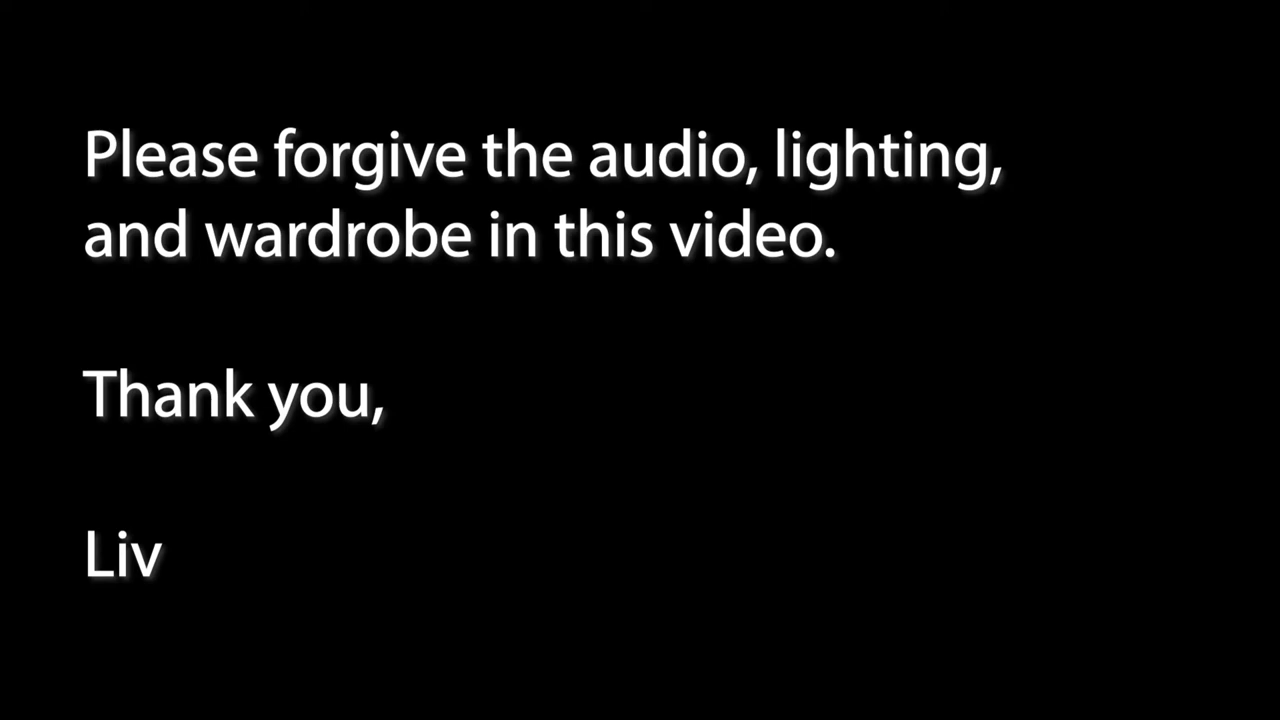 Please forgive the audio, lighting,
and wardrobe in this video.
Thank you,
Liv